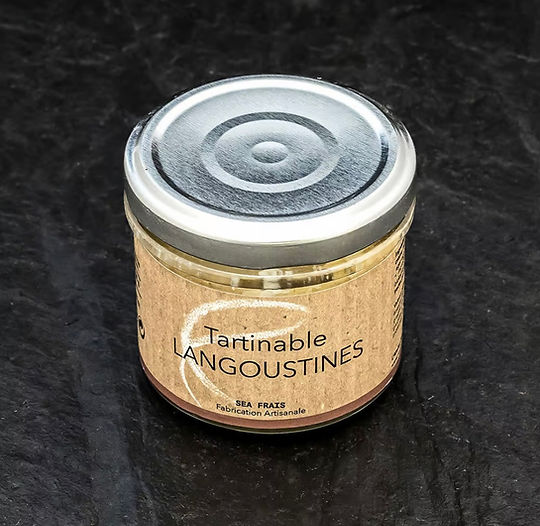 Tartinable
LANGOUSTINES
SEA FRAIS
Fabrication Artisanale